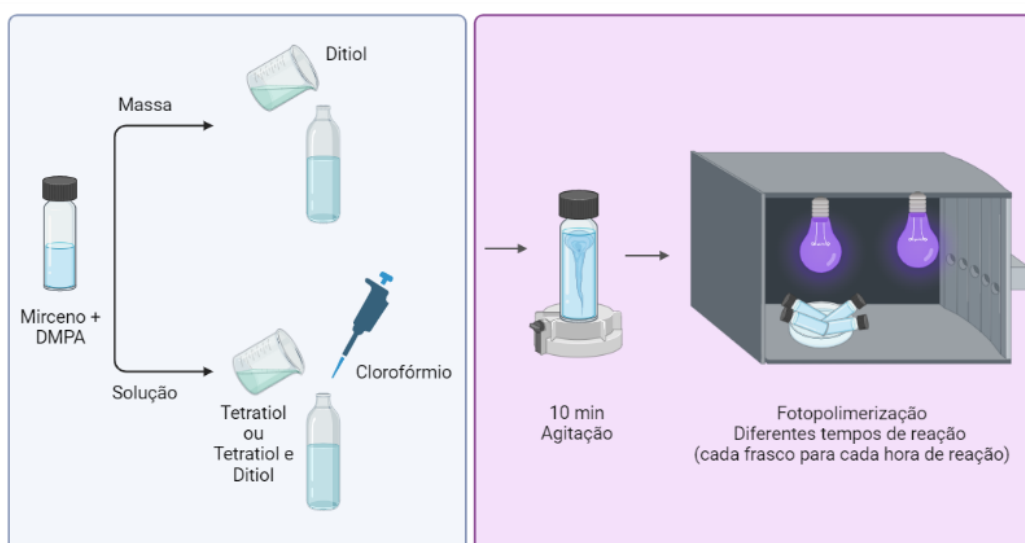 Ditiol
Massa
Mirceno +
DMPA
Solução
Clorofórmio
Tetratiol
ou
Tetratiol e
Ditiol
10 min
Agitação
Fotopolimerização
Diferentes tempos de reação
(cada frasco para cada hora de reação)